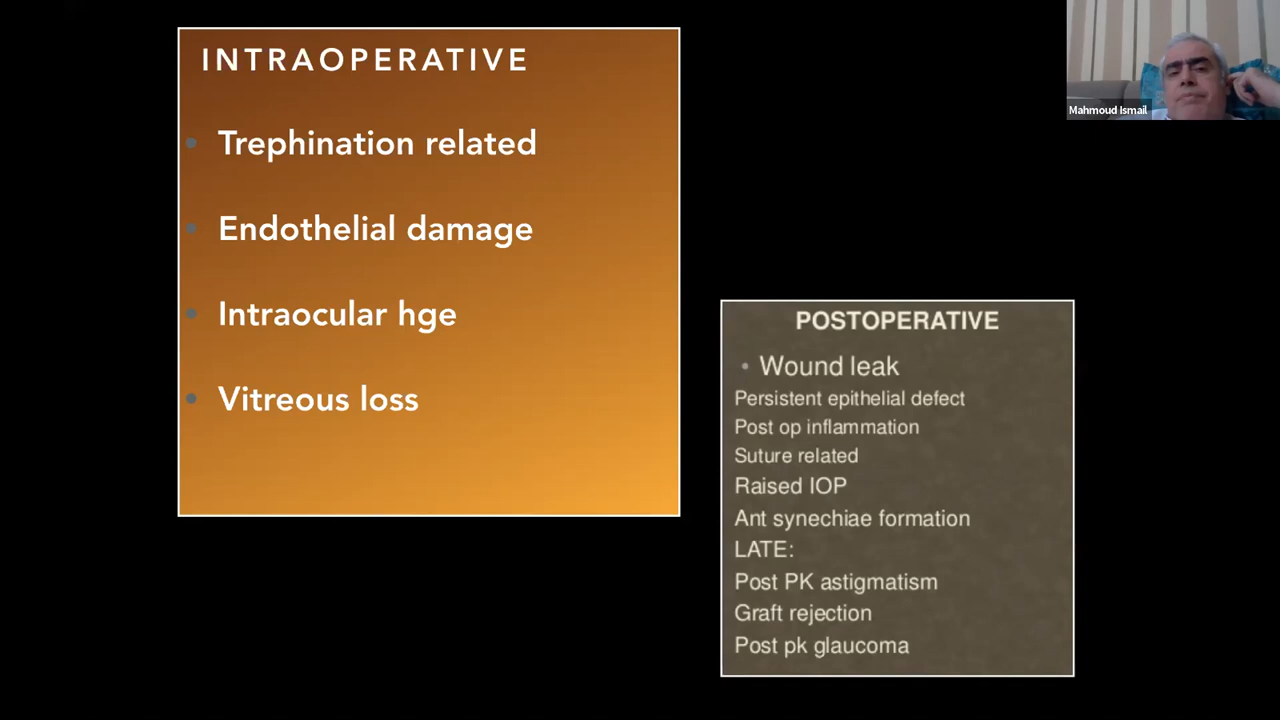 INTRAOPERATIVE
• Trephination related
• Endothelial damage
• Intraocular hge
• Vitreous loss
Mahmoud Ismail
POSTOPERATIVE
• Wound leak
Persistent epithelial defect
Post op inflammation
Suture related
Raised IOP
Ant synechiae formation
LATE:
Post PK astigmatism
Graft rejection
Post pk glaucoma